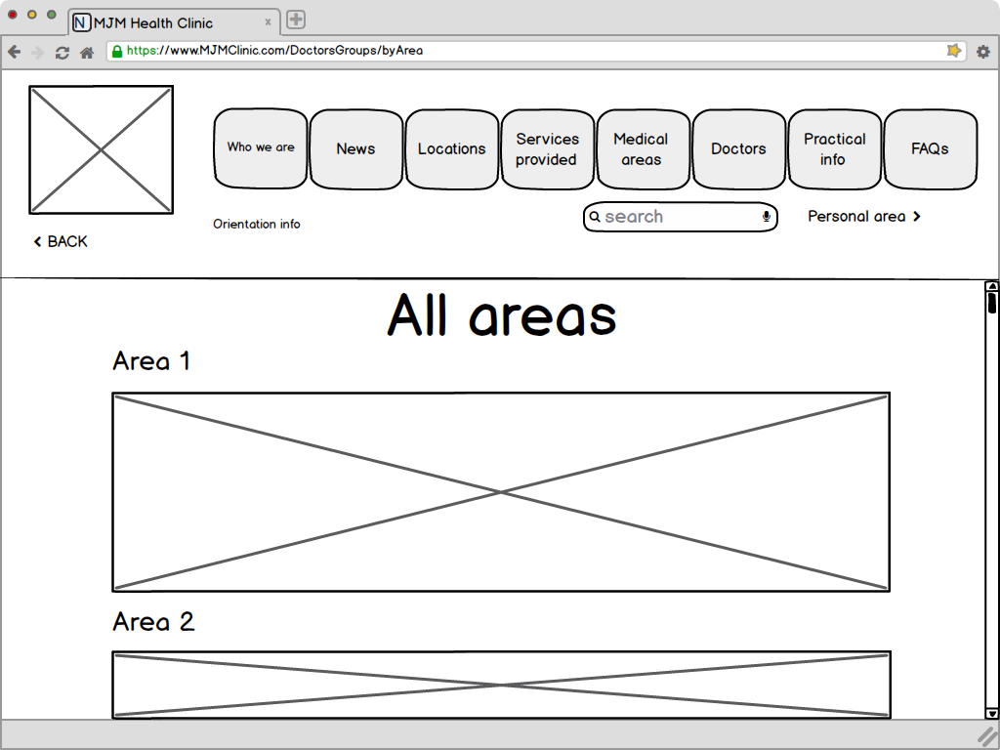 N MJM Health Clinic x
https://www.MJMClinic.com/DoctorsGroups/byArea
Who we are
News
Locations
Services
provided
Medical
areas
Doctors
Practical
info
FAQs
Orientation info
search
Personal area >
< BACK
All areas
Area 1
Area 2